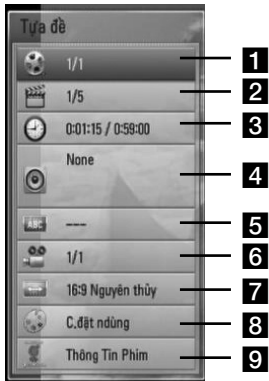 Tựa đề
1/1 1
1/5 2
0:01:15 / 0:59:00 3
None
4
ABC --- 5
1/1 6
16:9 Nguyên thủy 7
C.đặt ndùng 8
Thông Tin Phim 9